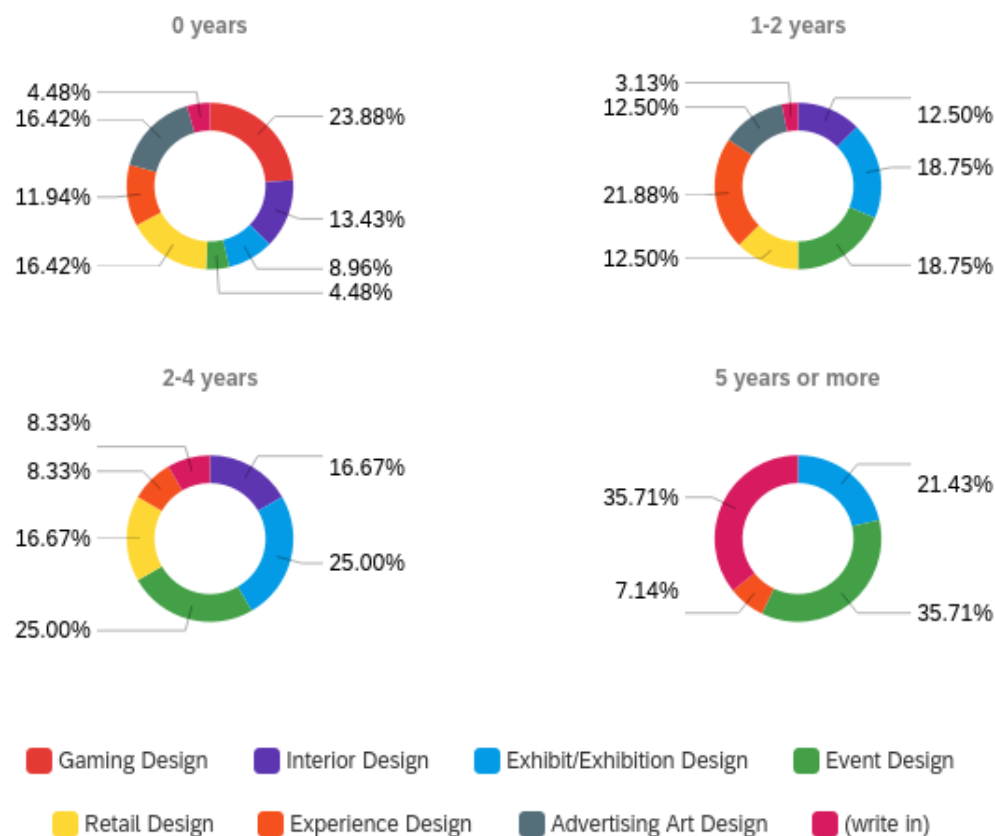 0 years
4.48%
16.42%
11.94%
16.42%
23.88%
13.43%
8.96%
4.48%
1-2 years
3.13%
12.50%
21.88%
12.50%
12.50%
18.75%
18.75%
2-4 years
8.33%
8.33%
16.67%
25.00%
16.67%
25.00%
5 years or more
35.71%
7.14%
21.43%
35.71%
Gaming Design
Interior Design
Exhibit/Exhibition Design
Event Design
Retail Design
Experience Design
Advertising Art Design
(write in)